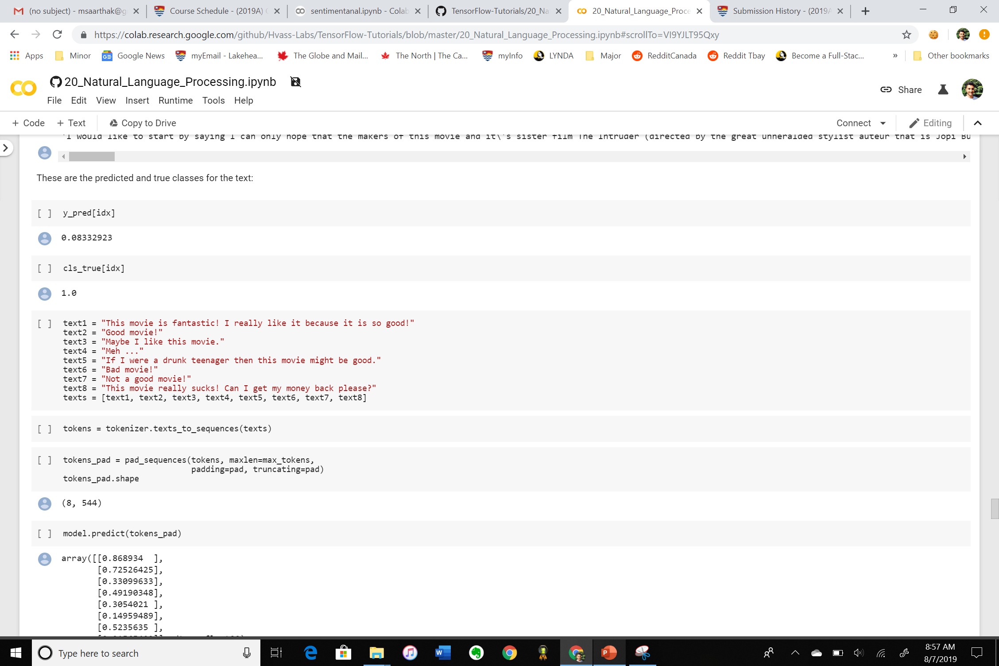 (no subject) - msaarthak@g
Course Schedule - (2019A)
sentimentanal.ipynb - Colab
TensorFlow-Tutorials/20_Na
20_Natural_Language_Proce
Submission History - (2019A
https://colab.research.google.com/github/Hvass-Labs/TensorFlow-Tutorials/blob/master/20_Natural_Language_Processing.ipynb#scrollTo=VI9YJLT95Qxy
Apps Minor Google News myEmail - Lakehea... The Globe and Mail... The North | The Ca... myInfo LYNDA Major RedditCanada Reddit Tbay Become a Full-Stac... » Other bookmarks
20_Natural_Language_Processing.ipynb
Share
File Edit View Insert Runtime Tools Help
+ Code + Text Copy to Drive Connect Editing
'I would like to start by saying I can only hope that the makers of this movie and it\'s sister film The Intruder (directed by the great unheralded stylist auteur that is Jopi Bu
These are the predicted and true classes for the text:
[ ] y_pred[idx]
0.08332923
[ ] cls_true[idx]
1.0
[ ] text1 = "This movie is fantastic! I really like it because it is so good!"
text2 = "Good movie!"
text3 = "Maybe I like this movie."
text4 = "Meh ..."
text5 = "If I were a drunk teenager then this movie might be good."
text6 = "Bad movie!"
text7 = "Not a good movie!"
text8 = "This movie really sucks! Can I get my money back please?"
texts = [text1, text2, text3, text4, text5, text6, text7, text8]
[ ] tokens = tokenizer.texts_to_sequences(texts)
[ ] tokens_pad = pad_sequences(tokens, maxlen=max_tokens,
padding=pad, truncating=pad)
tokens_pad.shape
(8, 544)
[ ] model.predict(tokens_pad)
array([[0.868934  ],
[0.72526425],
[0.33099633],
[0.49190348],
[0.3054021 ],
[0.14959489],
[0.5235635 ],
Type here to search
8:57 AM
8/7/2019